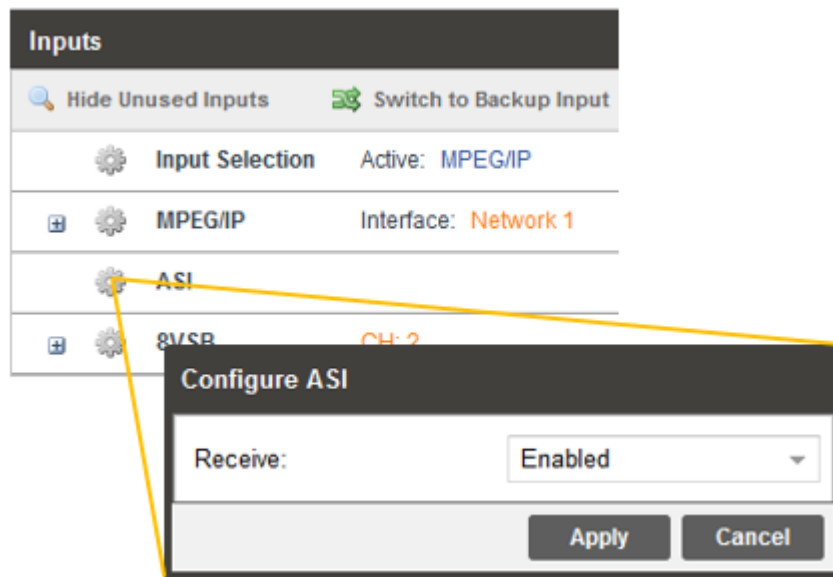 Inputs
Hide Unused Inputs Switch to Backup Input
Input Selection Active: MPEG/IP
MPEG/IP Interface: Network 1
ASI
8VSB CH: 2
Configure ASI
Receive: Enabled
Apply Cancel